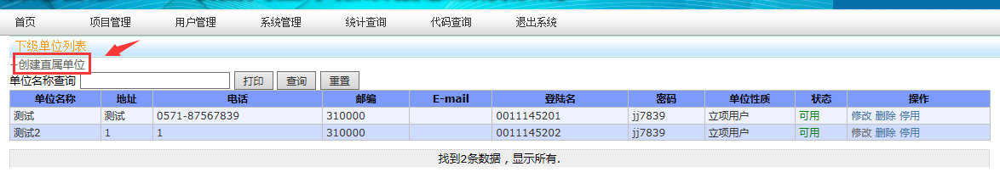 首页 项目管理 用户管理 系统管理 统计查询 代码查询 退出系统
下级单位列表
+创建直属单位
单位名称查询 打印 查询 重置
单位名称 地址 电话 邮编 E-mail 登陆名 密码 单位性质 状态 操作
测试 测试 0571-87567839 310000 0011145201 jj7839 立项用户 可用 修改 删除 停用
测试2 1 1 310000 0011145202 jj7839 立项用户 可用 修改 删除 停用
找到2条数据，显示所有.